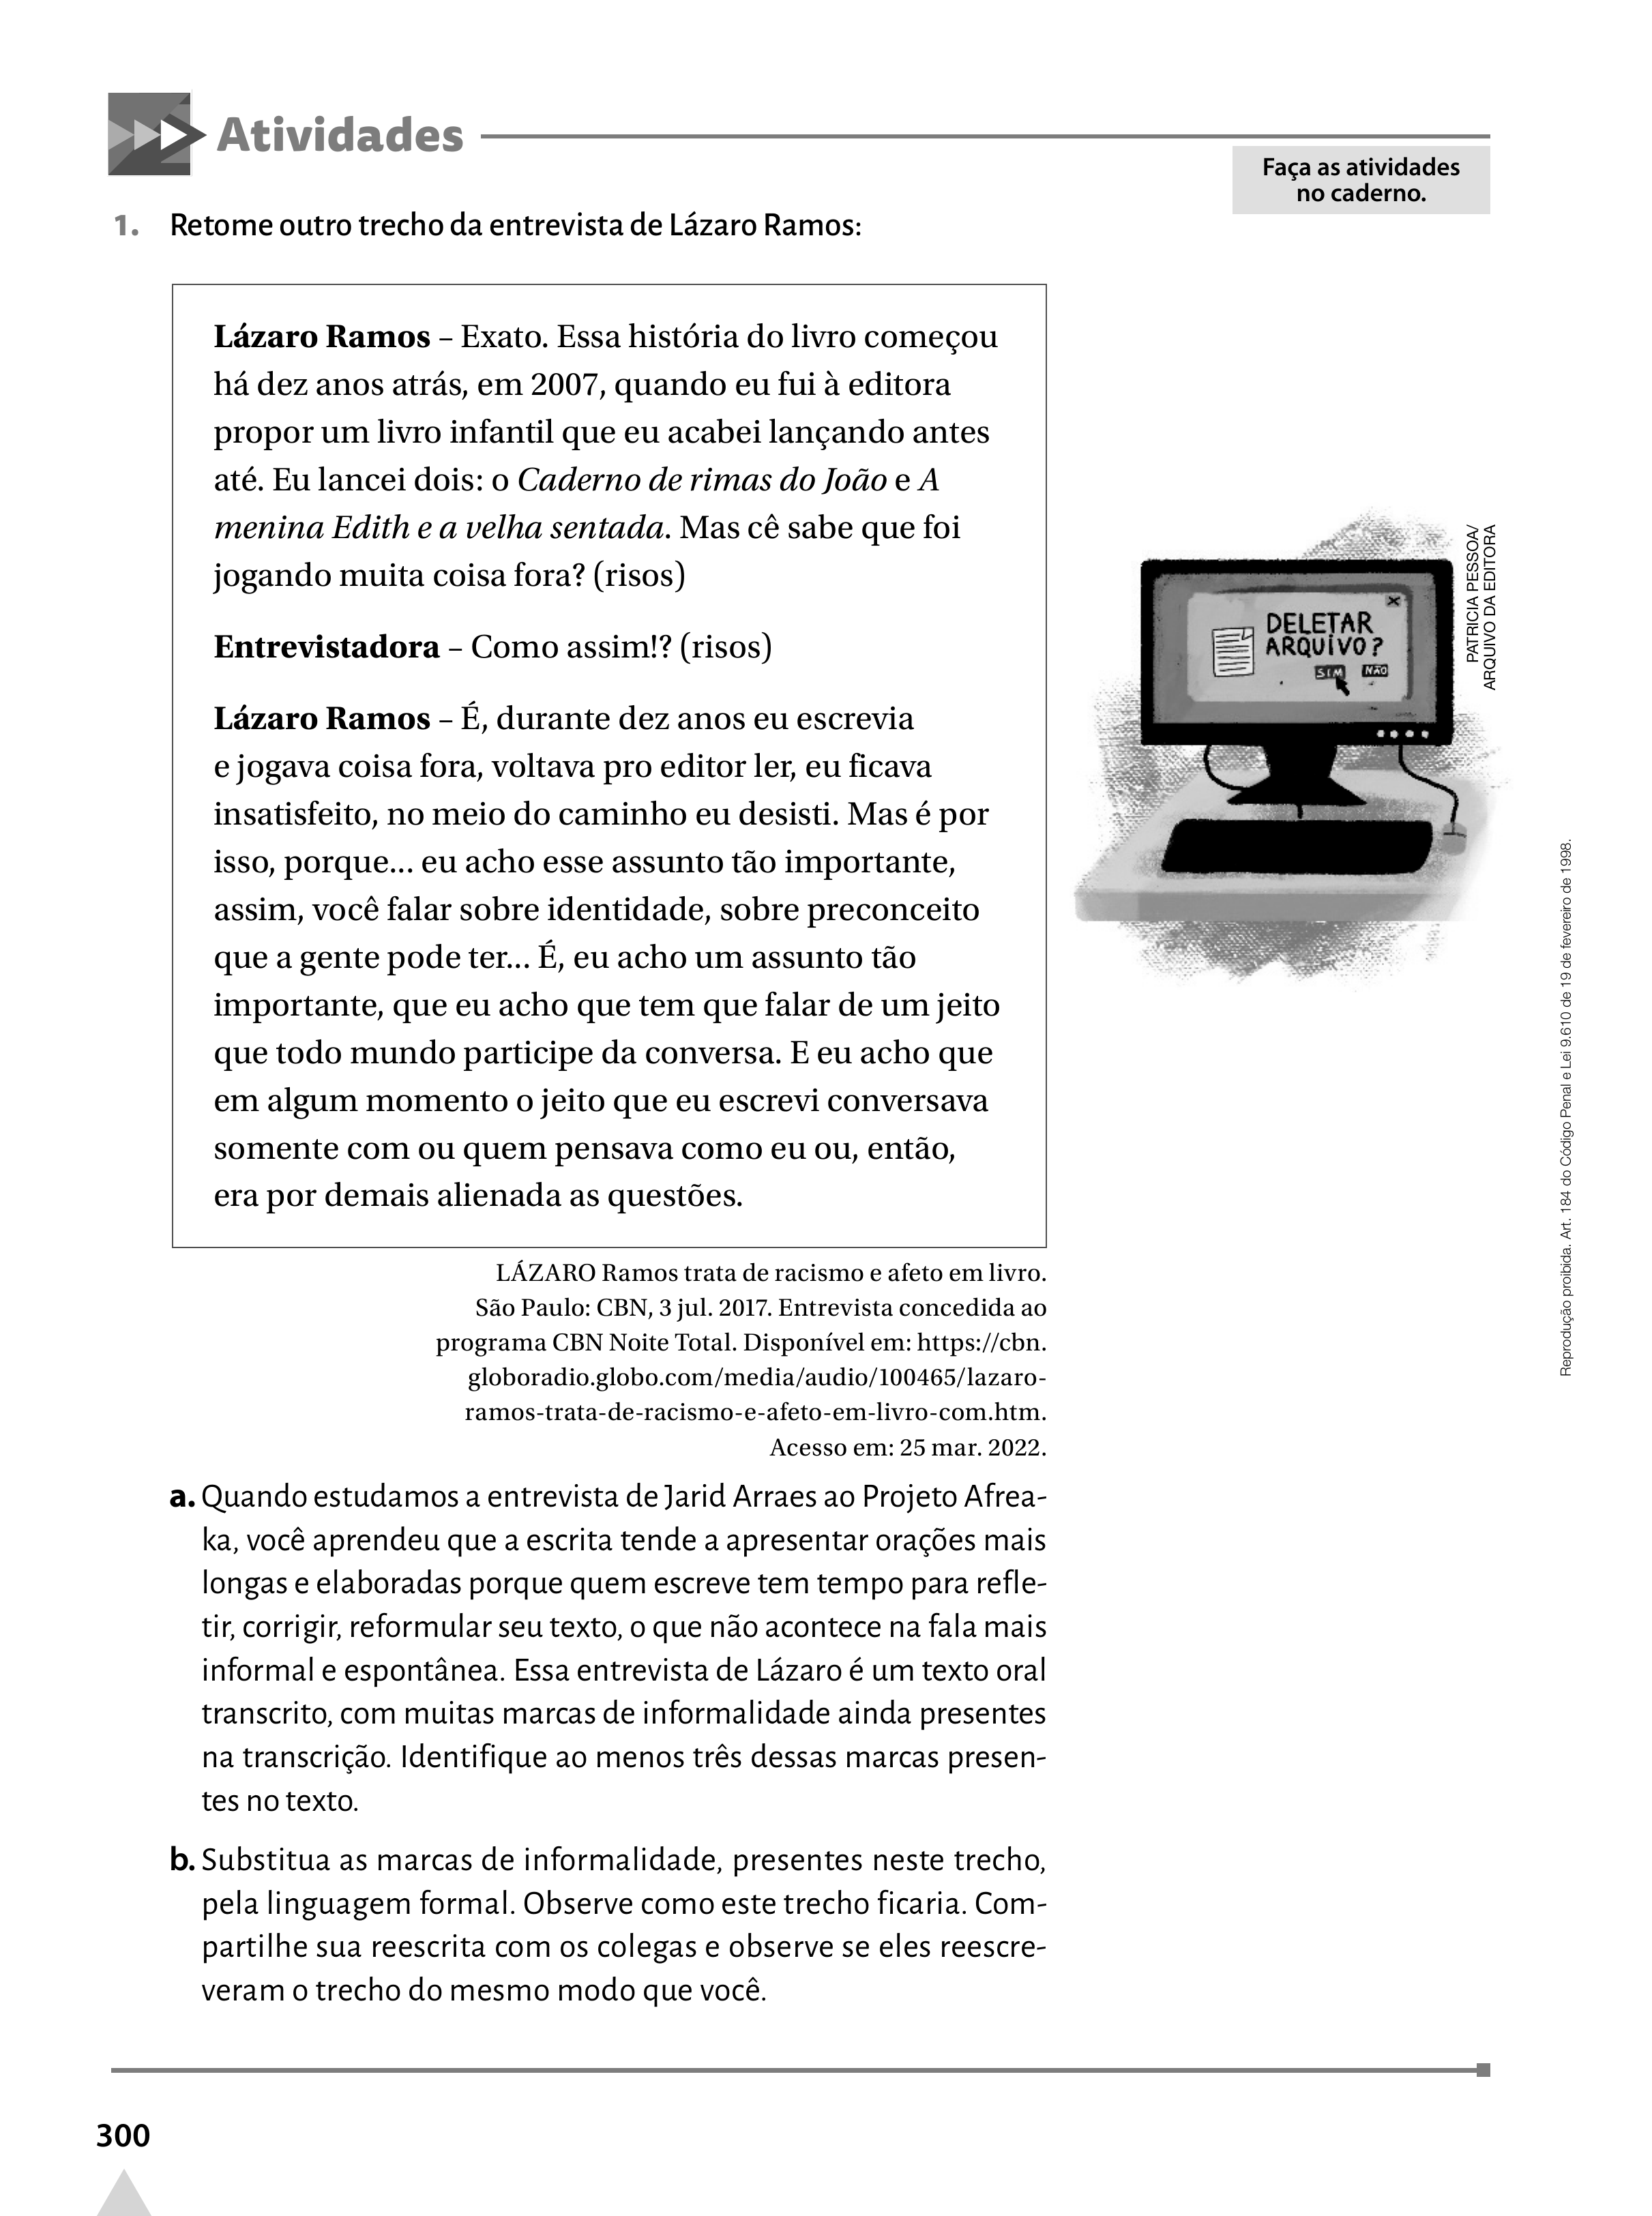 Atividades
Faça as atividades
no caderno.
1. Retome outro trecho da entrevista de Lázaro Ramos:
Lázaro Ramos – Exato. Essa história do livro começou
há dez anos atrás, em 2007, quando eu fui à editora
propor um livro infantil que eu acabei lançando antes
até. Eu lancei dois: o Caderno de rimas do João e A
menina Edith e a velha sentada. Mas cê sabe que foi
jogando muita coisa fora? (risos)
Entrevistadora – Como assim!? (risos)
Lázaro Ramos – É, durante dez anos eu escrevia
e jogava coisa fora, voltava pro editor ler, eu ficava
insatisfeito, no meio do caminho eu desisti. Mas é por
isso, porque... eu acho esse assunto tão importante,
assim, você falar sobre identidade, sobre preconceito
que a gente pode ter... É, eu acho um assunto tão
importante, que eu acho que tem que falar de um jeito
que todo mundo participe da conversa. E eu acho que
em algum momento o jeito que eu escrevi conversava
somente com ou quem pensava como eu ou, então,
era por demais alienada as questões.
DELETAR
ARQUIVO?
SIM NÃO
PATRICIA PESSOA/
ARQUIVO DA EDITORA
LÁZARO Ramos trata de racismo e afeto em livro.
São Paulo: CBN, 3 jul. 2017. Entrevista concedida ao
programa CBN Noite Total. Disponível em: https://cbn.
globoradio.globo.com/media/audio/100465/lazaro-
ramos-trata-de-racismo-e-afeto-em-livro-com.htm.
Acesso em: 25 mar. 2022.
a. Quando estudamos a entrevista de Jarid Arraes ao Projeto Afrea-
ka, você aprendeu que a escrita tende a apresentar orações mais
longas e elaboradas porque quem escreve tem tempo para refle-
tir, corrigir, reformular seu texto, o que não acontece na fala mais
informal e espontânea. Essa entrevista de Lázaro é um texto oral
transcrito, com muitas marcas de informalidade ainda presentes
na transcrição. Identifique ao menos três dessas marcas presen-
tes no texto.
b. Substitua as marcas de informalidade, presentes neste trecho,
pela linguagem formal. Observe como este trecho ficaria. Com-
partilhe sua reescrita com os colegas e observe se eles reescre-
veram o trecho do mesmo modo que você.
Reprodução proibida. Art. 184 do Código Penal e Lei 9.610 de 19 de fevereiro de 1998.
300